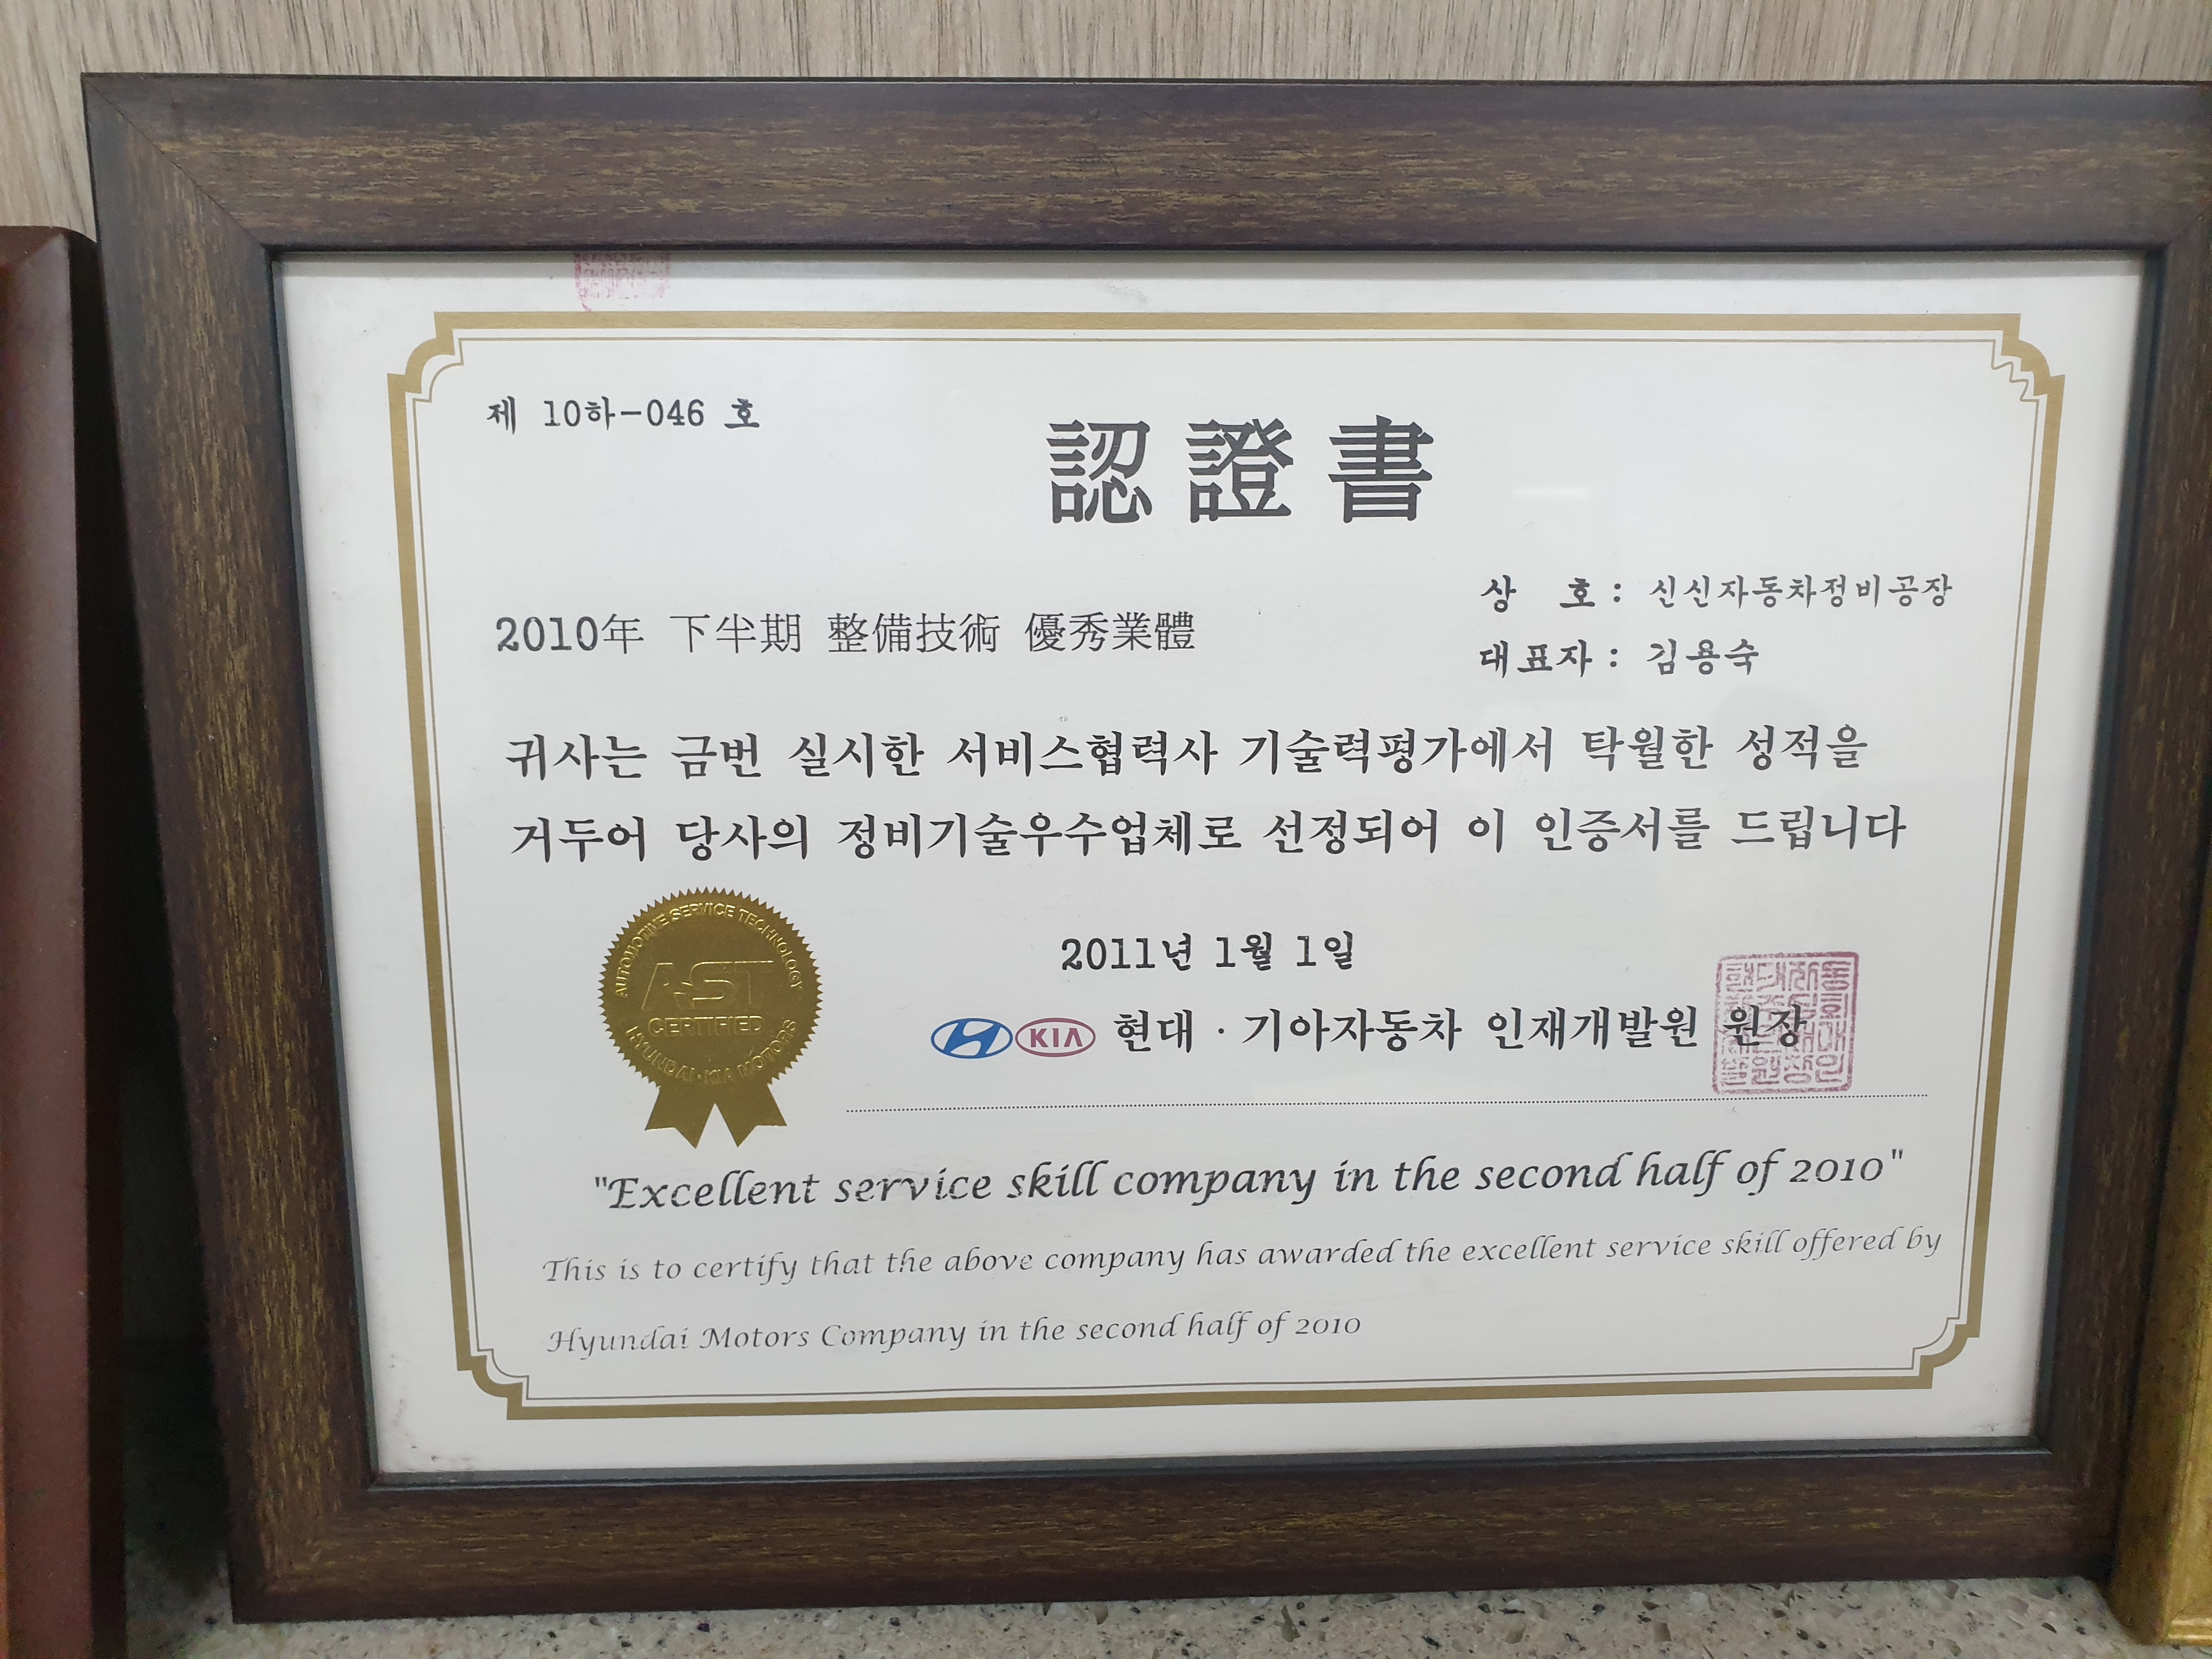 제 10하-046 호
認證書
상 호 : 신신자동차정비공장
2010年 下半期 整備技術 優秀業體
대표자 : 김용숙
귀사는 금번 실시한 서비스협력사 기술력평가에서 탁월한 성적을
거두어 당사의 정비기술우수업체로 선정되어 이 인증서를 드립니다
AUTOMOTIVE SERVICE TECHNOLOGY
AST
CERTIFIED
HYUNDAI·KIA MOTORS
2011년 1월 1일
KIA 현대·기아자동차 인재개발원 원장
"Excellent service skill company in the second half of 2010"
This is to certify that the above company has awarded the excellent service skill offered by
Hyundai Motors Company in the second half of 2010